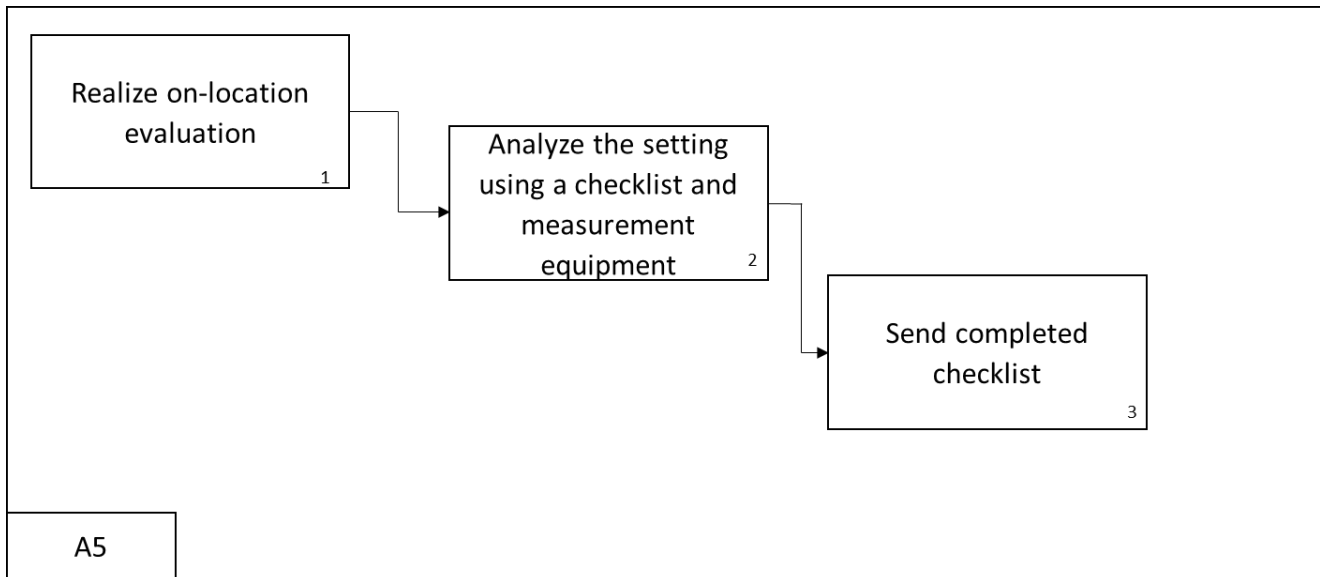 Realize on-location
evaluation
1
Analyze the setting
using a checklist and
measurement
equipment
2
Send completed
checklist
3
A5